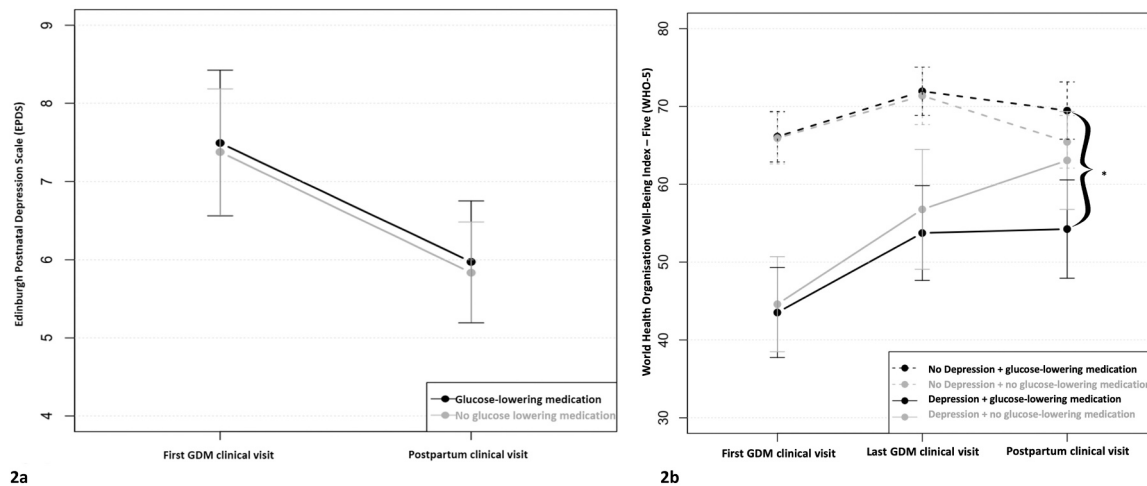 Edinburgh Postnatal Depression Scale (EPDS)
9
8
7
6
5
4
First GDM clinical visit
Postpartum clinical visit
Glucose-lowering medication
No glucose lowering medication
2a
World Health Organisation Well-Being Index – Five (WHO-5)
80
70
60
50
40
30
*
No Depression + glucose-lowering medication
No Depression + no glucose-lowering medication
Depression + glucose-lowering medication
Depression + no glucose-lowering medication
First GDM clinical visit
Last GDM clinical visit
Postpartum clinical visit
2b